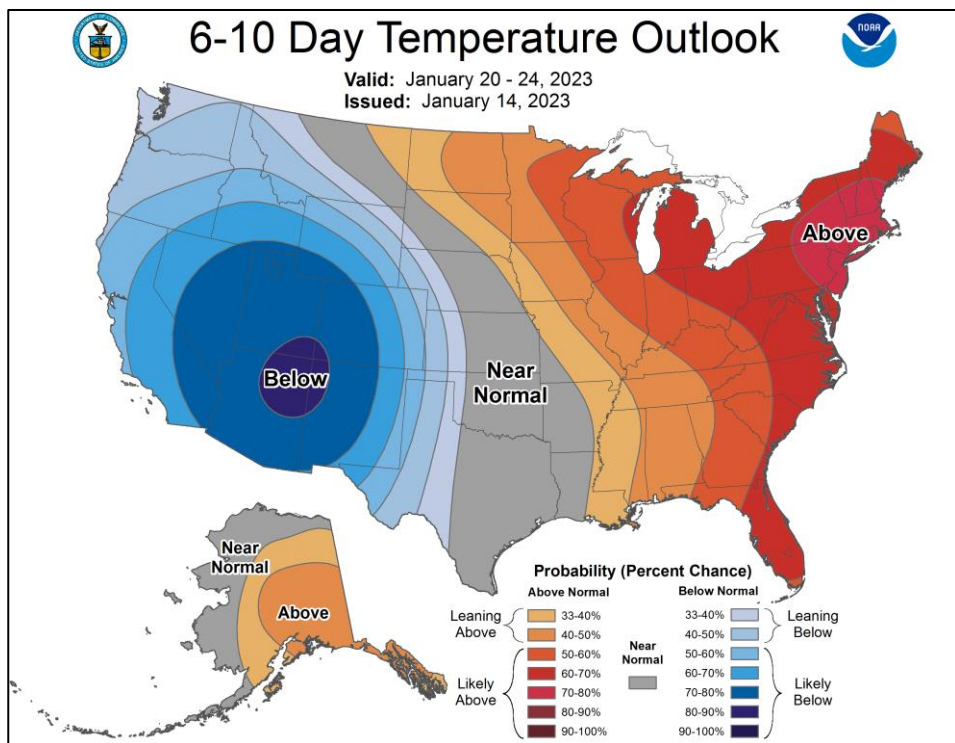 6-10 Day Temperature Outlook
Valid: January 20 - 24, 2023
Issued: January 14, 2023
NOAA
Above
Below
Near
Normal
Near
Normal
Above
Probability (Percent Chance)
Above Normal
Below Normal
Leaning
Above
33-40%
40-50%
Likely
Above
50-60%
60-70%
70-80%
80-90%
90-100%
Near
Normal
33-40%
40-50%
Leaning
Below
50-60%
60-70%
70-80%
80-90%
90-100%
Likely
Below